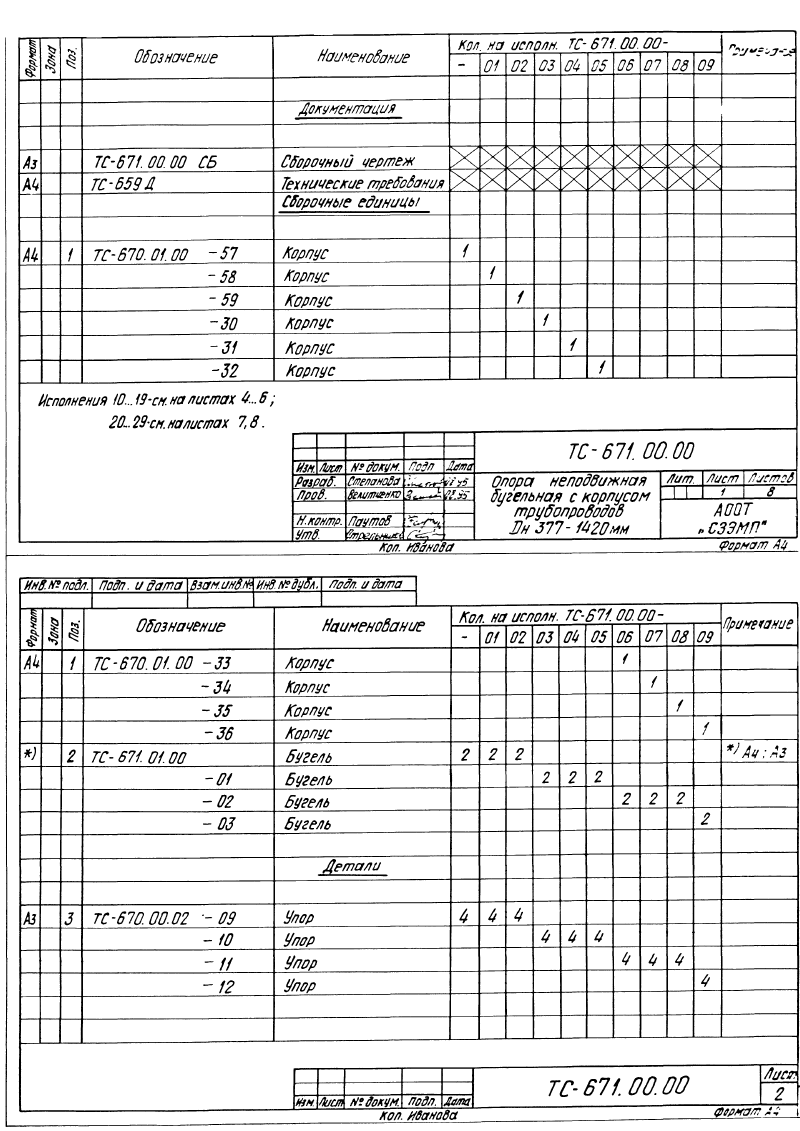 Формат Зона Поз. Обозначение Наименование Кол. на исполн. ТС-671.00.00- Примечание
- 01 02 03 04 05 06 07 08 09
Документация
А3 ТС-671.00.00 СБ Сборочный чертеж
А4 ТС-659 Д Технические требования
Сборочные единицы
А4 1 ТС-670.01.00 -57 Корпус 1
-58 Корпус 1
-59 Корпус 1
-30 Корпус 1
-31 Корпус 1
-32 Корпус 1
Исполнения 10...19-см. на листах 4...6;
20...29-см. на листах 7,8.
ТС-671.00.00
Изм. Лист № докум. Подп Дата
Разраб. Степанова
Пров. Велитченко
Н.контр. Паутов
Утв. Стрельников
Опора неподвижная
бугельная с корпусом
трубопроводов
Dн 377-1420мм
Лит. Лист Листов
1 8
АООТ
„СЗЭМП"
Кол. Иванова Формат А4
Инв.№ подл. Подп. и дата Взам.инв.№ Инв.№ дубл. Подп. и дата
Формат Зона Поз. Обозначение Наименование Кол. на исполн. ТС-671.00.00- Примечание
- 01 02 03 04 05 06 07 08 09
А4 1 ТС-670.01.00 -33 Корпус 1
-34 Корпус 1
-35 Корпус 1
-36 Корпус 1
*) 2 ТС-671.01.00 Бугель 2 2 2 *) А4; А3
-01 Бугель 2 2 2
-02 Бугель 2 2 2
-03 Бугель 2
Детали
А3 3 ТС-670.00.02 -09 Упор 4 4 4
-10 Упор 4 4 4
-11 Упор 4 4 4
-12 Упор 4
ТС-671.00.00
Лист
2
Изм. Лист № докум. Подп. Дата
Кол. Иванова Формат А4